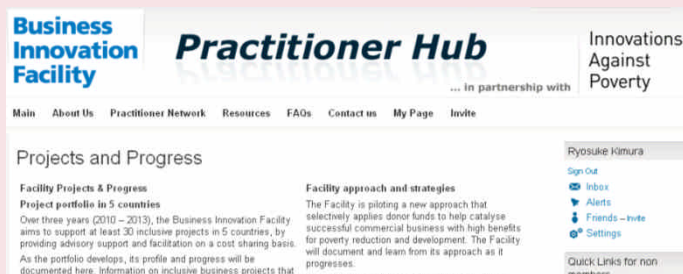 Business
Innovation
Facility
Practitioner Hub
... in partnership with
Innovations
Against
Poverty
Main About Us Practitioner Network Resources FAQs Contact us My Page Invite
Projects and Progress
Facility Projects & Progress
Project portfolio in 5 countries
Over three years (2010 – 2013), the Business Innovation Facility
aims to support at least 30 inclusive projects in 5 countries, by
providing advisory support and facilitation on a cost sharing basis.
As the portfolio develops, its profile and progress will be
documented here. Information on inclusive business projects that
Facility approach and strategies
The Facility is piloting a new approach that
selectively applies donor funds to help catalyse
successful commercial business with high benefits
for poverty reduction and development. The Facility
will document and learn from its approach as it
progresses.
Ryosuke Kimura
Sign Out
Inbox
Alerts
Friends – Invite
Settings
Quick Links for non
members